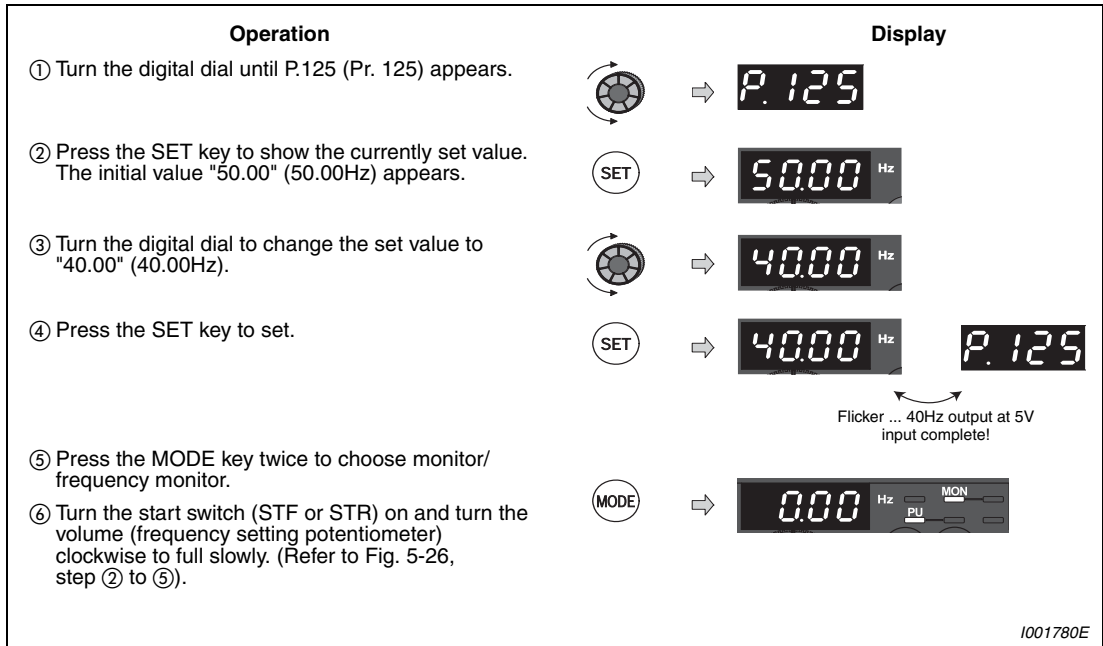 Operation
Display
① Turn the digital dial until P.125 (Pr. 125) appears.
P.125
② Press the SET key to show the currently set value.
The initial value "50.00" (50.00Hz) appears.
SET
50.00 Hz
③ Turn the digital dial to change the set value to
"40.00" (40.00Hz).
40.00 Hz
④ Press the SET key to set.
SET
40.00 Hz
P.125
Flicker ... 40Hz output at 5V
input complete!
⑤ Press the MODE key twice to choose monitor/
frequency monitor.
MODE
0.00 Hz
MON
PU
⑥ Turn the start switch (STF or STR) on and turn the
volume (frequency setting potentiometer)
clockwise to full slowly. (Refer to Fig. 5-26,
step ② to ⑤).
I001780E